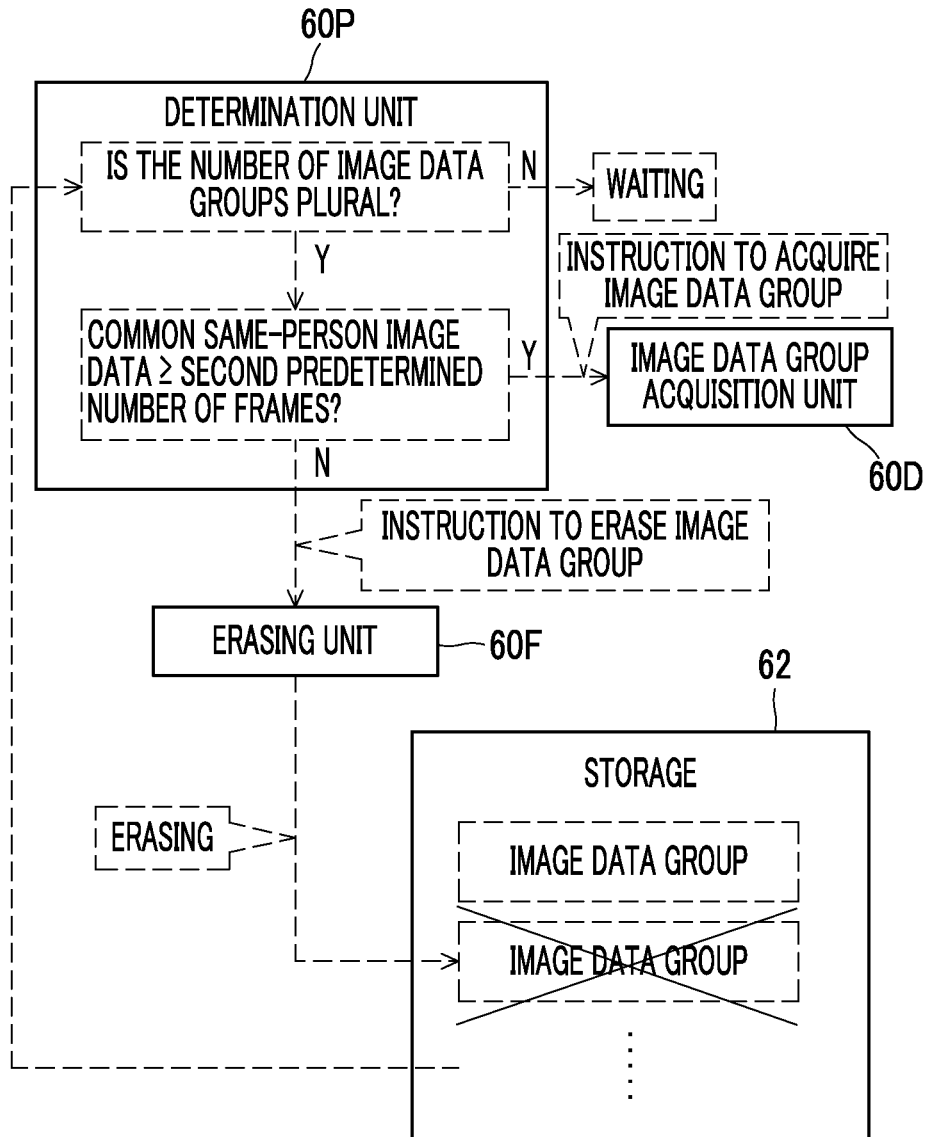 60P
DETERMINATION UNIT
IS THE NUMBER OF IMAGE DATA
GROUPS PLURAL?
N
WAITING
Y
INSTRUCTION TO ACQUIRE
IMAGE DATA GROUP
COMMON SAME-PERSON IMAGE
DATA ≥ SECOND PREDETERMINED
NUMBER OF FRAMES?
Y
IMAGE DATA GROUP
ACQUISITION UNIT
60D
N
INSTRUCTION TO ERASE IMAGE
DATA GROUP
ERASING UNIT
60F
62
STORAGE
ERASING
IMAGE DATA GROUP
IMAGE DATA GROUP